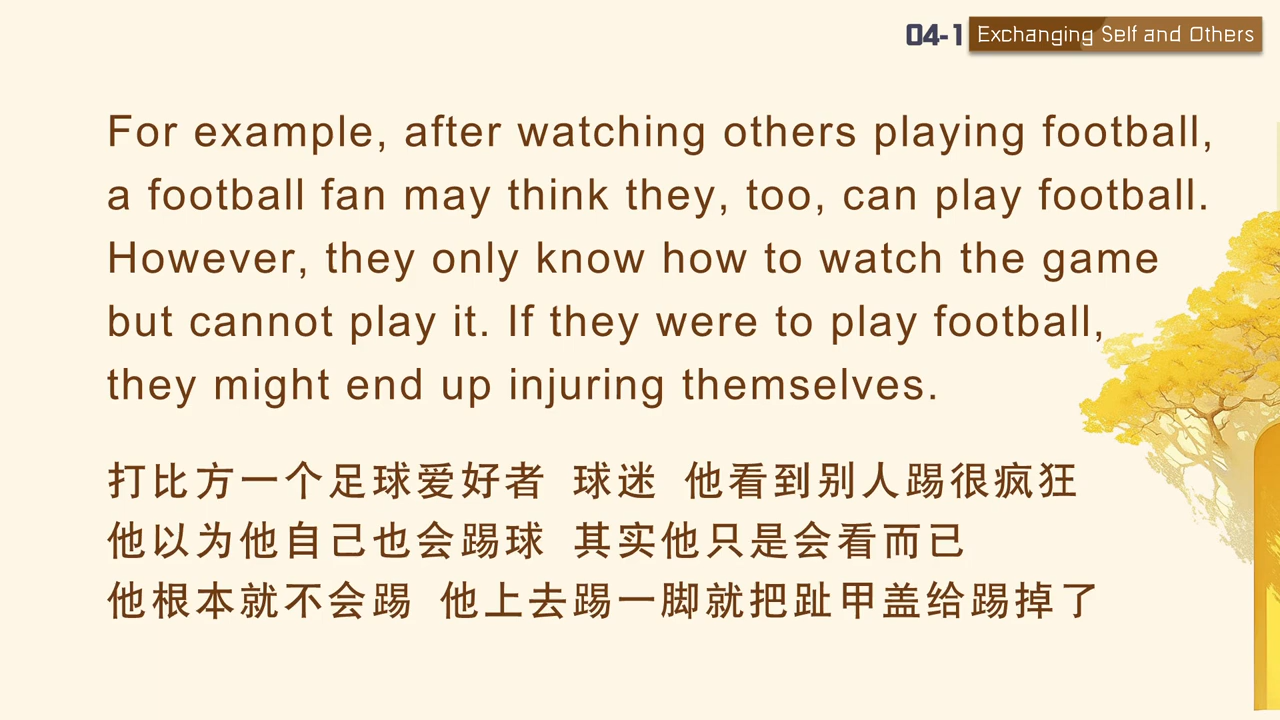 04-1 Exchanging Self and Others
For example, after watching others playing football,
a football fan may think they, too, can play football.
However, they only know how to watch the game
but cannot play it. If they were to play football,
they might end up injuring themselves.
打比方一个足球爱好者 球迷 他看到别人踢很疯狂
他以为他自己也会踢球 其实他只是会看而已
他根本就不会踢 他上去踢一脚就把趾甲盖给踢掉了